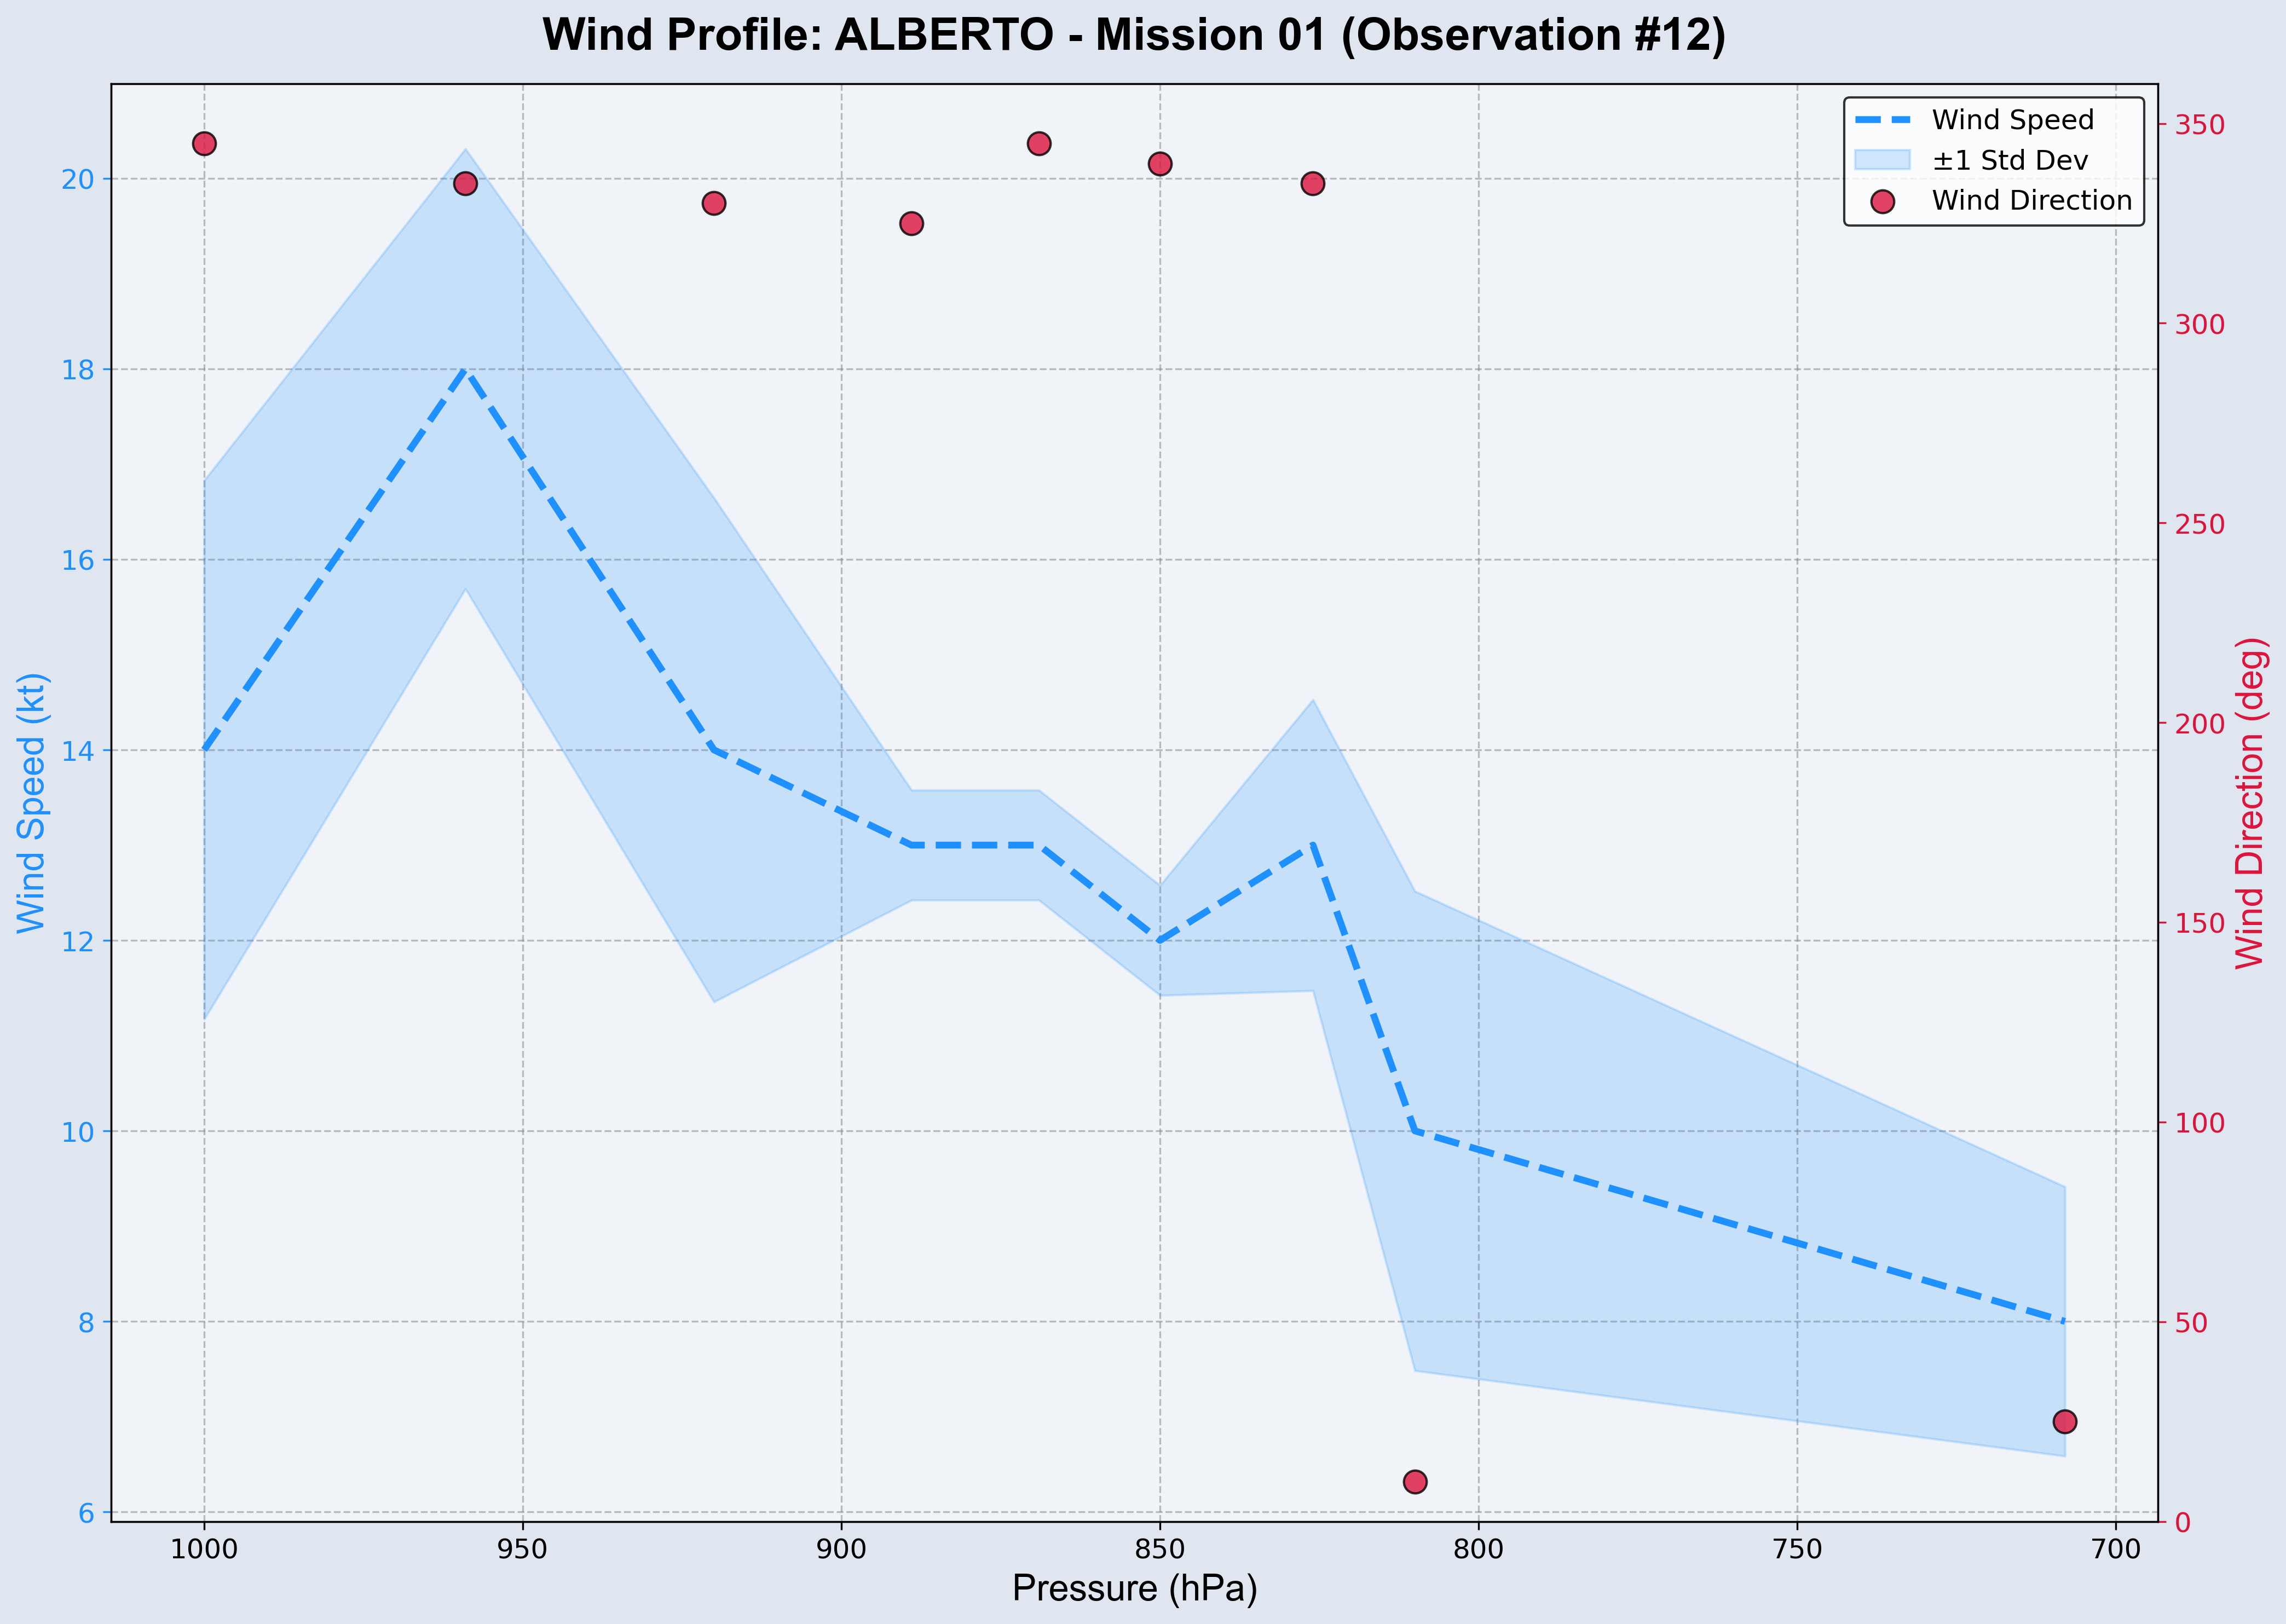 Wind Profile: ALBERTO - Mission 01 (Observation #12)
Wind Speed
±1 Std Dev
Wind Direction
Wind Speed (kt)
20
18
16
14
12
10
8
6
350
300
250
200
150
100
50
0
Wind Direction (deg)
1000 950 900 850 800 750 700
Pressure (hPa)